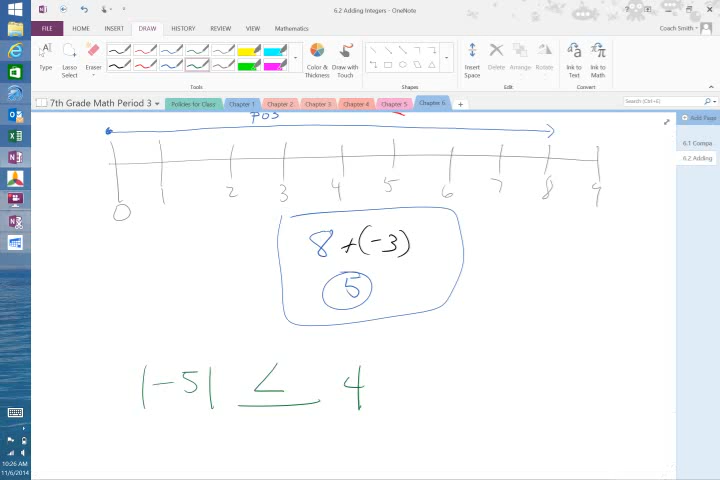 6.2 Adding Integers - OneNote
FILE HOME INSERT DRAW HISTORY REVIEW VIEW Mathematics
Coach Smith
Type
Lasso Select
Eraser
Color & Thickness
Draw with Touch
Insert Space
Delete
Arrange
Rotate
Ink to Text
Ink to Math
Tools Shapes Edit Convert
7th Grade Math Period 3 Policies for Class Chapter 1 Chapter 2 Chapter 3 Chapter 4 Chapter 5 Chapter 6 +
Search (Ctrl+E)
Add Page
6.1 Compa
6.2 Adding
POS
0 1 2 3 4 5 6 7 8 9
8 + (-3)
5
|-5| < 4
10:26 AM
11/6/2014